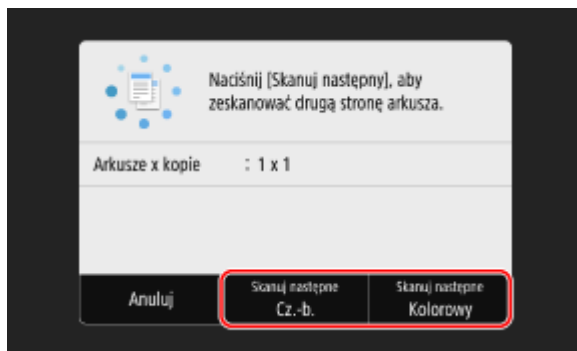 Naciśnij [Skanuj następny], aby
zeskanować drugą stronę arkusza.
Arkusze x kopie : 1 x 1
Anuluj
Skanuj następne
Cz.-b.
Skanuj następne
Kolorowy